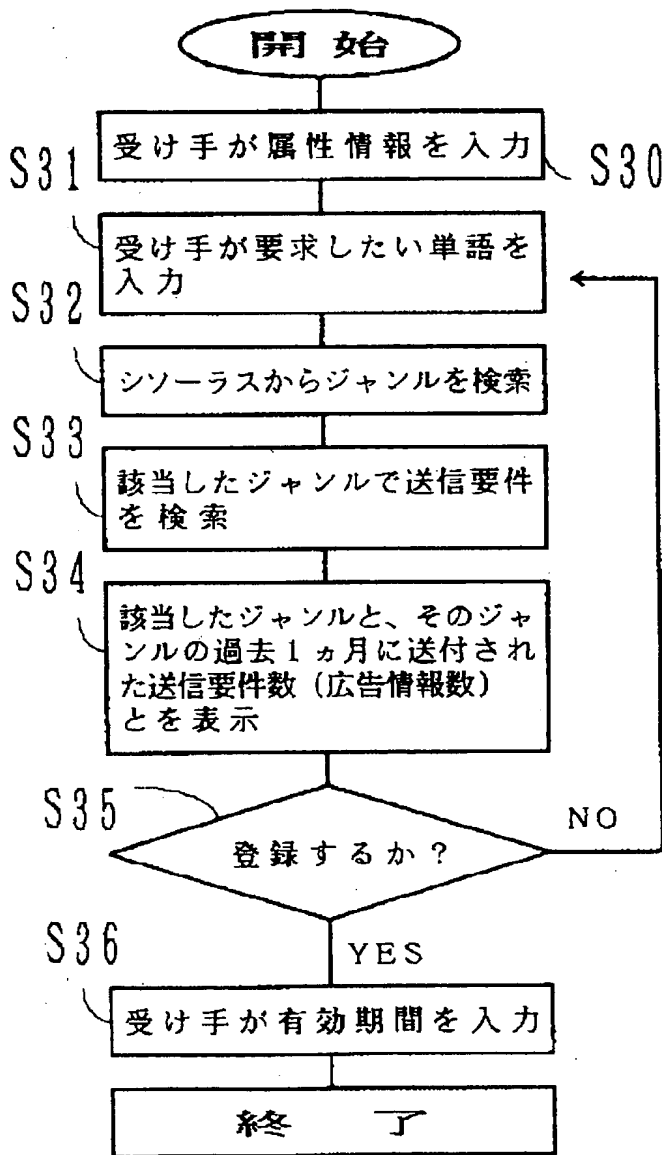 開始
受け手が属性情報を入力
S30
S31
受け手が要求したい単語を
入力
S32
シソーラスからジャンルを検索
S33
該当したジャンルで送信要件
を検索
S34
該当したジャンルと、そのジャ
ンルの過去1ヵ月に送付され
た送信要件数(広告情報数)
とを表示
S35
登録するか?
NO
YES
S36
受け手が有効期間を入力
終了